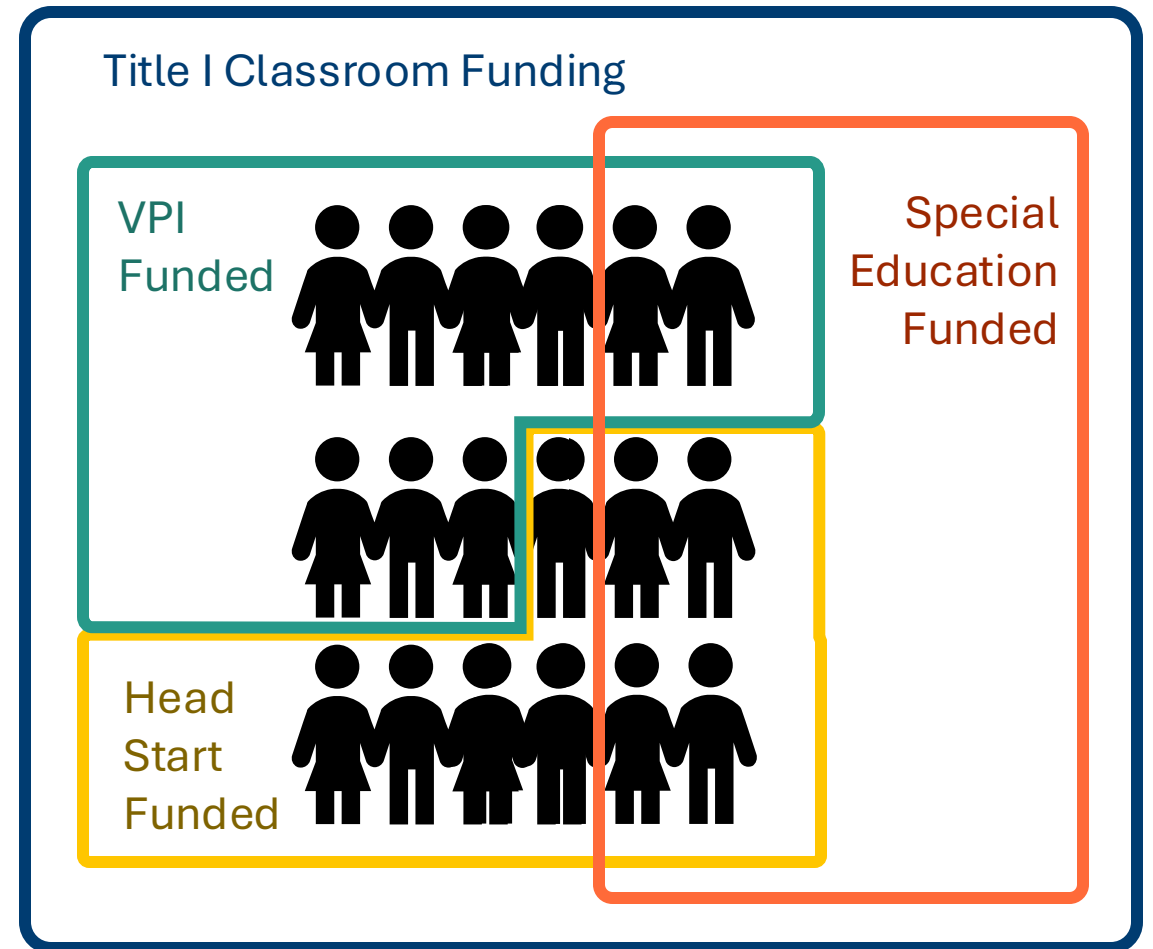 Title I Classroom Funding
VPI
Funded
Special
Education
Funded
Head
Start
Funded